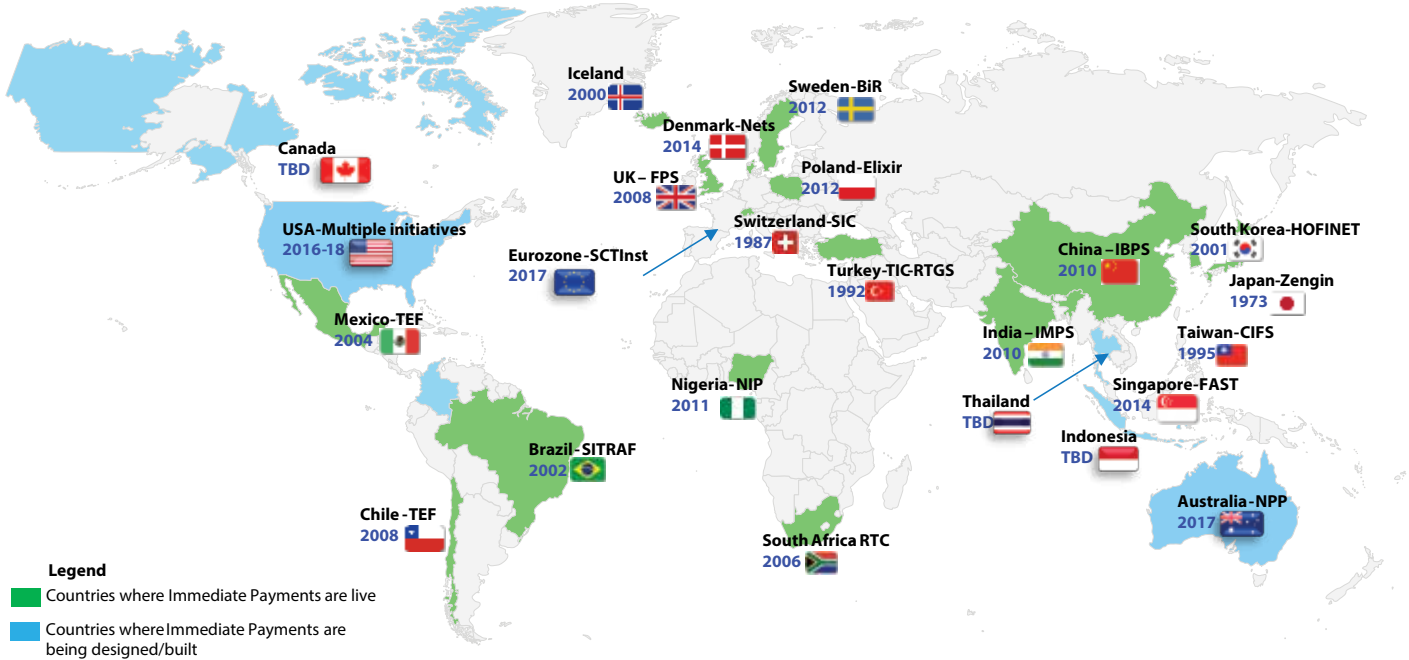 Iceland
2000
Sweden-BiR
2012
Denmark-Nets
2014
Canada
TBD
UK – FPS
2008
Poland-Elixir
2012
USA-Multiple initiatives
2016-18
Switzerland-SIC
1987
Eurozone-SCTInst
2017
Turkey-TIC-RTGS
1992
China – IBPS
2010
South Korea-HOFINET
2001
Japan-Zengin
1973
Mexico-TEF
2004
India – IMPS
2010
Taiwan-CIFS
1995
Nigeria-NIP
2011
Thailand
TBD
Singapore-FAST
2014
Indonesia
TBD
Brazil-SITRAF
2002
Chile-TEF
2008
South Africa RTC
2006
Australia-NPP
2017
Legend
Countries where Immediate Payments are live
Countries where Immediate Payments are
being designed/built